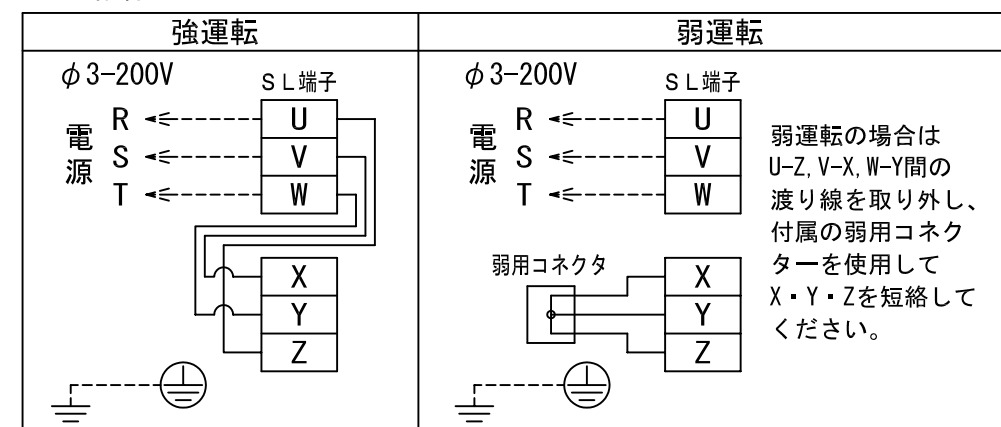 強運転
φ3-200V
SL端子
電源
R
S
T
U
V
W
X
Y
Z
弱運転
φ3-200V
SL端子
電源
R
S
T
U
V
W
弱用コネクタ
X
Y
Z
弱運転の場合は
U-Z,V-X,W-Y間の
渡り線を取り外し、
付属の弱用コネク
ターを使用して
X・Y・Zを短絡して
ください。